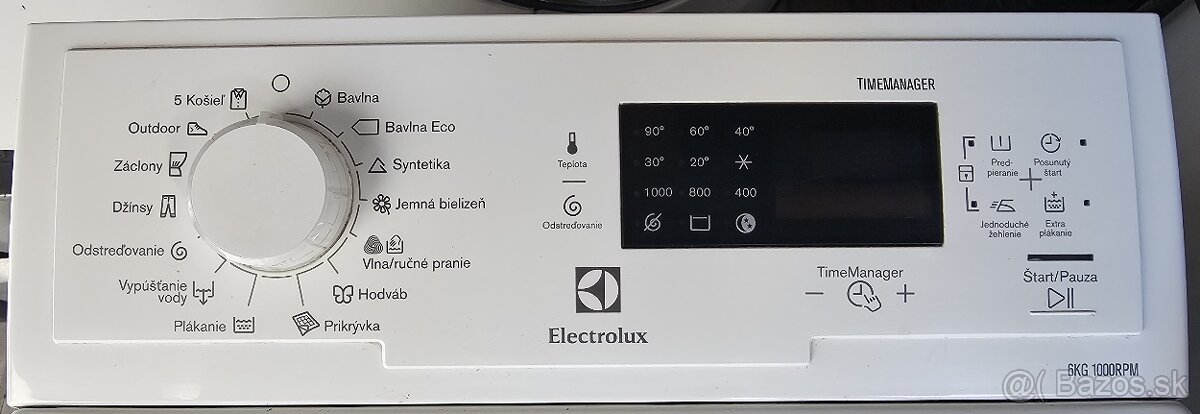 TIMEMANAGER
5 Košieľ
Bavlna
Outdoor
Bavlna Eco
Záclony
Syntetika
Džínsy
Jemná bielizeň
Odstreďovanie
Vlna/ručné pranie
Vypúšťanie
vody
Hodváb
Plákanie
Prikrývka
Teplota
Odstreďovanie
90° 60° 40°
30° 20°
1000 800 400
Electrolux
TimeManager
− +
Pred-
pieranie
Posunutý
štart
+
Jednoduché
žehlenie
Extra
plákanie
Štart/Pauza
6KG 1000RPM
@( Bazos.sk